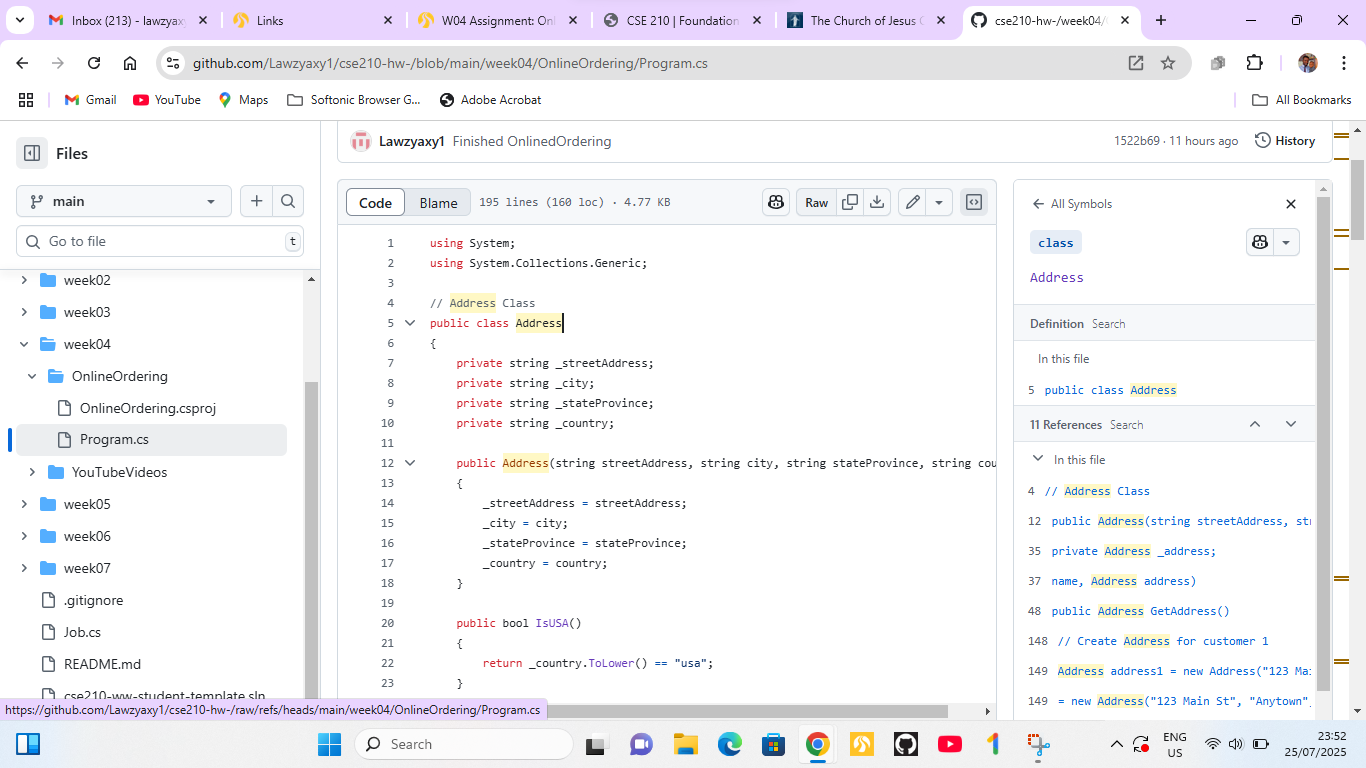 Inbox (213) - lawzyax
Links
W04 Assignment: Onl
CSE 210 | Foundation
The Church of Jesus C
cse210-hw-/week04/
github.com/Lawzyaxy1/cse210-hw-/blob/main/week04/OnlineOrdering/Program.cs
Gmail
YouTube
Maps
Softonic Browser G...
Adobe Acrobat
All Bookmarks
Files
main
Go to file
t
week02
week03
week04
OnlineOrdering
OnlineOrdering.csproj
Program.cs
YouTubeVideos
week05
week06
week07
.gitignore
Job.cs
README.md
cse210-ww-student-template.sln
https://github.com/Lawzyaxy1/cse210-hw-/raw/refs/heads/main/week04/OnlineOrdering/Program.cs
Lawzyaxy1 Finished OnlinedOrdering
1522b69 · 11 hours ago
History
Code Blame 195 lines (160 loc) · 4.77 KB
Raw
1 using System;
2 using System.Collections.Generic;
3
4 // Address Class
5 public class Address
6 {
7 private string _streetAddress;
8 private string _city;
9 private string _stateProvince;
10 private string _country;
11
12 public Address(string streetAddress, string city, string stateProvince, string cou
13 {
14 _streetAddress = streetAddress;
15 _city = city;
16 _stateProvince = stateProvince;
17 _country = country;
18 }
19
20 public bool IsUSA()
21 {
22 return _country.ToLower() == "usa";
23 }
All Symbols
class
Address
Definition Search
In this file
5 public class Address
11 References Search
In this file
4 // Address Class
12 public Address(string streetAddress, str
35 private Address _address;
37 name, Address address)
48 public Address GetAddress()
148 // Create Address for customer 1
149 Address address1 = new Address("123 Ma
149 = new Address("123 Main St", "Anytown",
Search
ENG
US
23:52
25/07/2025